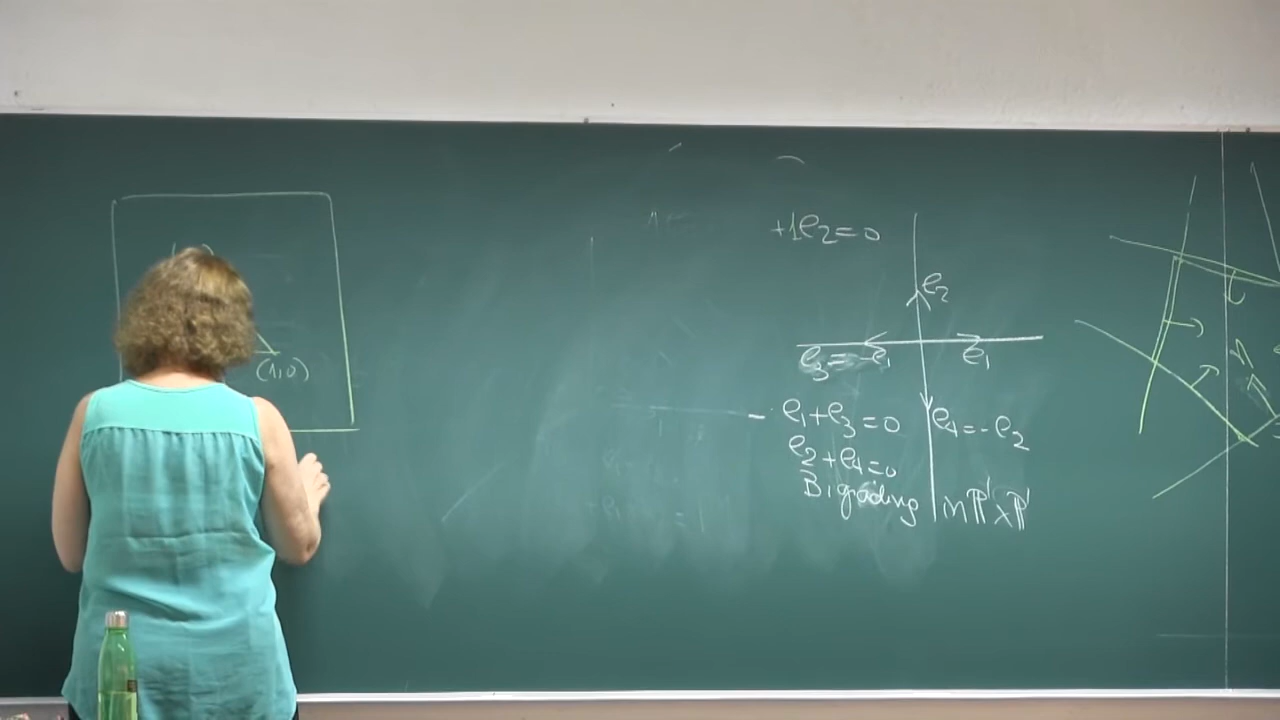 (1,0)
+1e₂=0
e₂
e₃=-e₁
e₁
e₁+e₃=0
e₄=-e₂
e₂+e₄=0
Bigrading in ℙ¹×ℙ¹